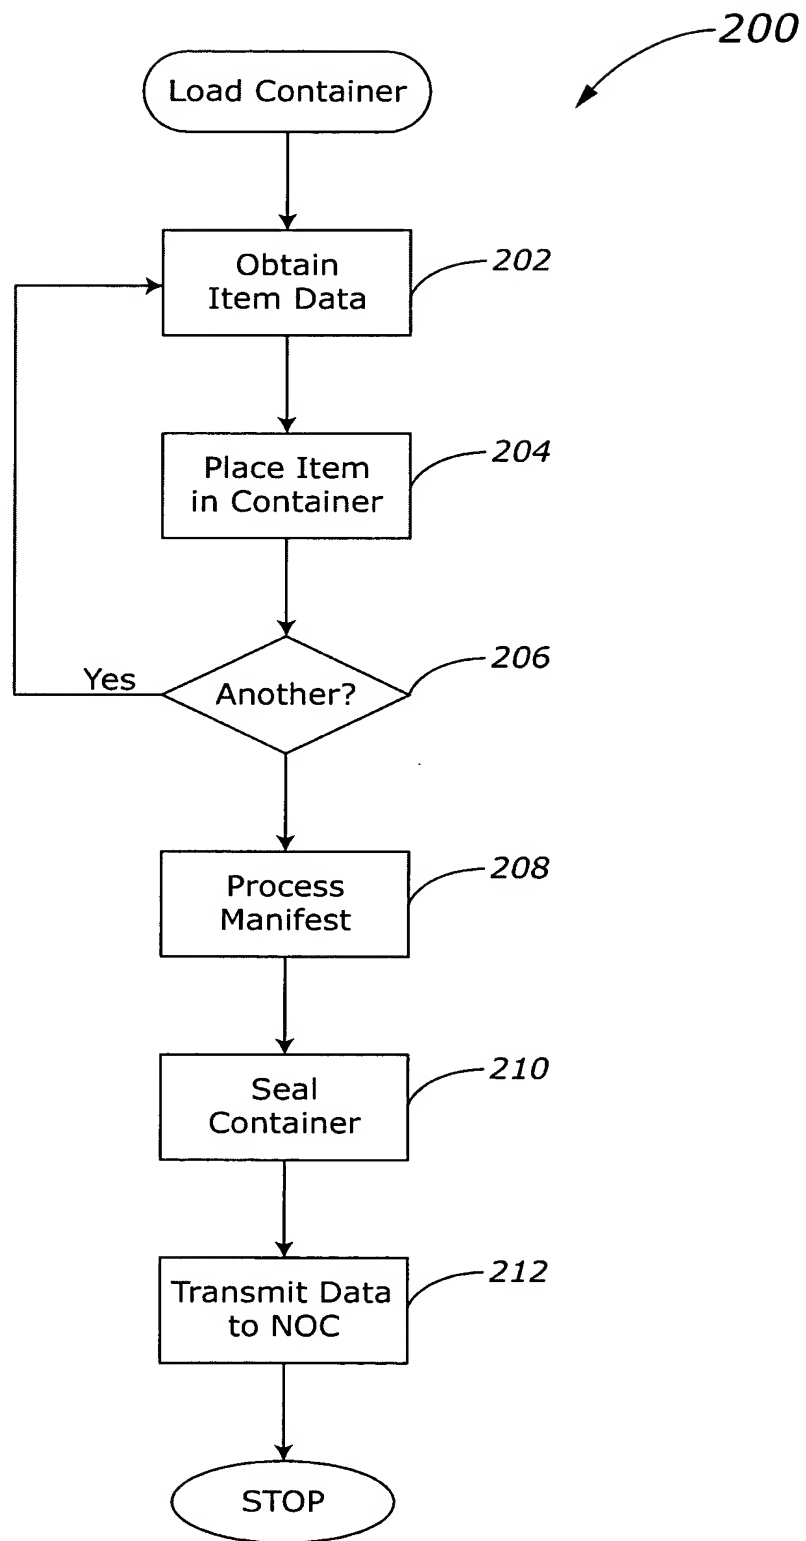 200
Load Container
Obtain
Item Data
202
Place Item
in Container
204
Another?
206
Yes
Process
Manifest
208
Seal
Container
210
Transmit Data
to NOC
212
STOP